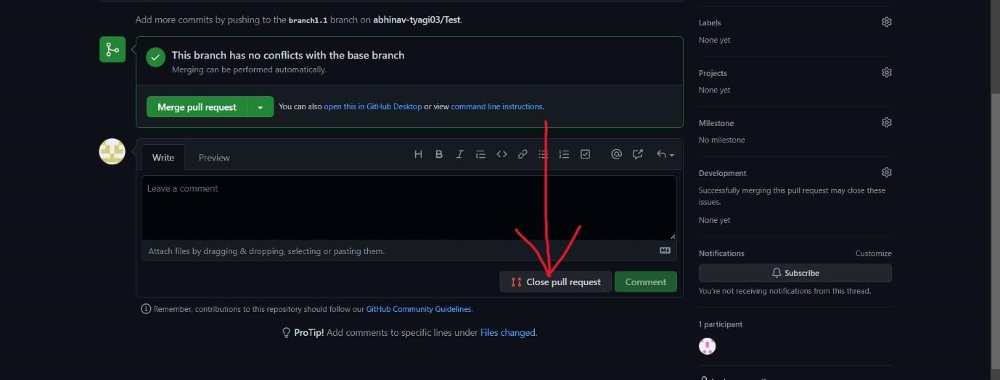 Add more commits by pushing to the branch1.1 branch on abhinav-tyagi03/Test.
This branch has no conflicts with the base branch
Merging can be performed automatically.
Merge pull request
You can also open this in GitHub Desktop or view command line instructions.
Write
Preview
Leave a comment
Attach files by dragging & dropping, selecting or pasting them.
Close pull request
Comment
Remember, contributions to this repository should follow our GitHub Community Guidelines.
ProTip! Add comments to specific lines under Files changed.
Labels
None yet
Projects
None yet
Milestone
No milestone
Development
Successfully merging this pull request may close these
issues.
None yet
Notifications
Customize
Subscribe
You're not receiving notifications from this thread.
1 participant